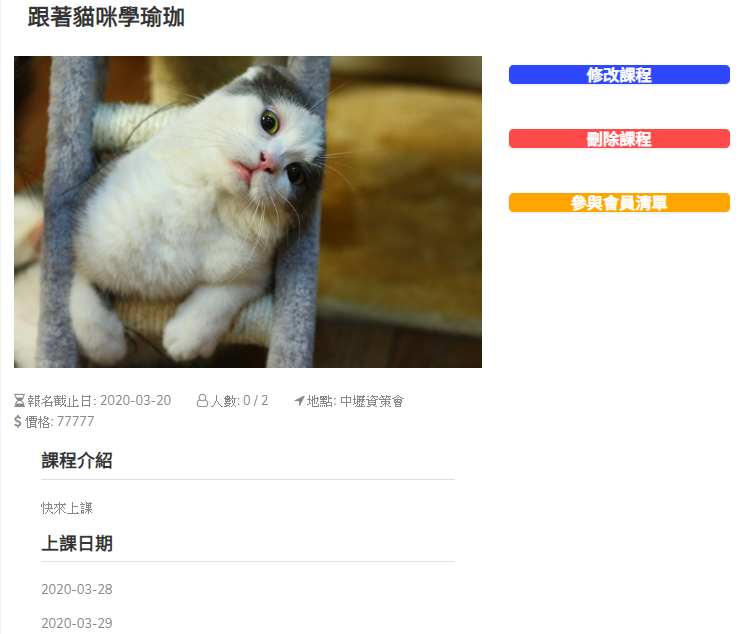 跟著貓咪學瑜珈
修改課程
刪除課程
參與會員清單
報名截止日: 2020-03-20 人數: 0 / 2 地點: 中壢資策會
價格: 77777
課程介紹
快來上課
上課日期
2020-03-28
2020-03-29